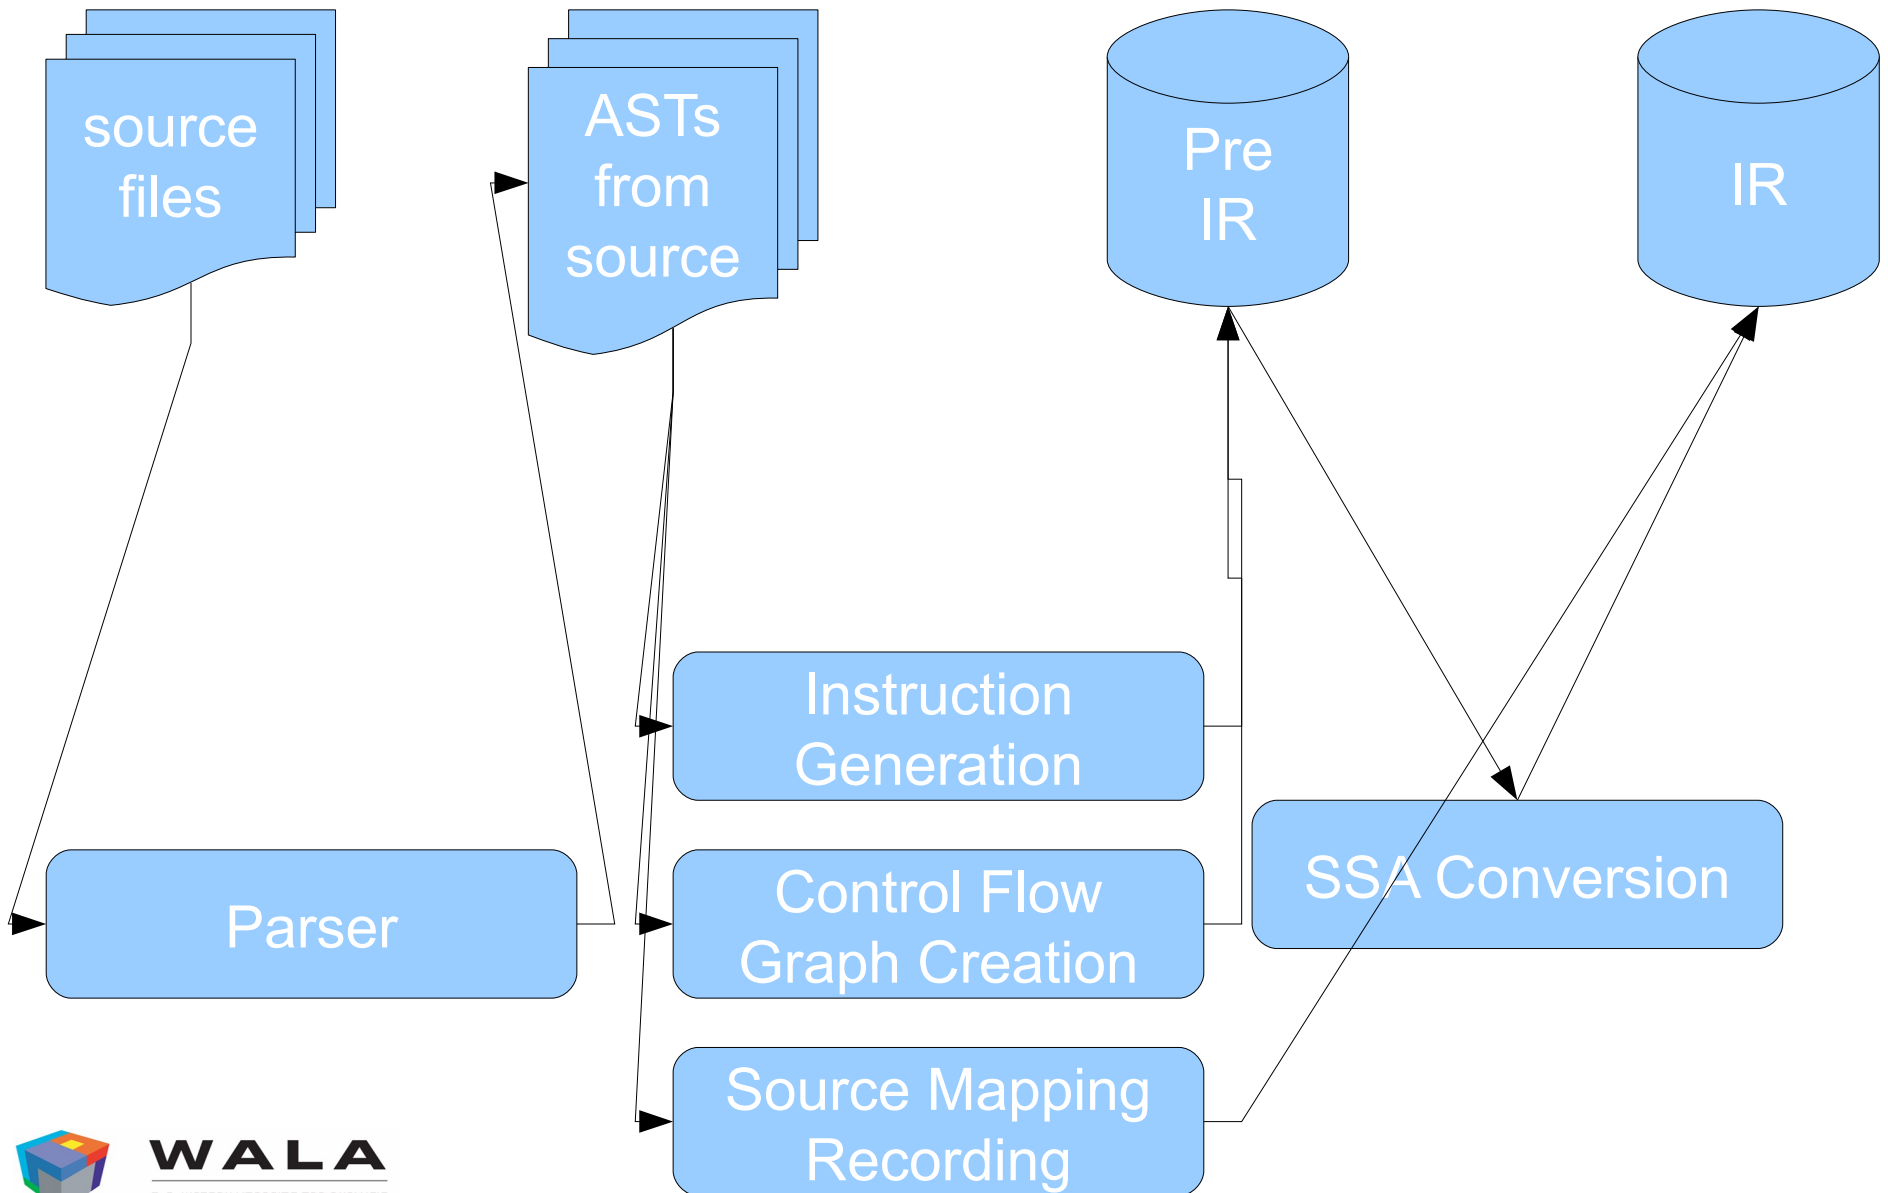 source
files
ASTs
from
source
Pre
IR
IR
Instruction
Generation
Parser
Control Flow
Graph Creation
SSA Conversion
Source Mapping
Recording
WALA